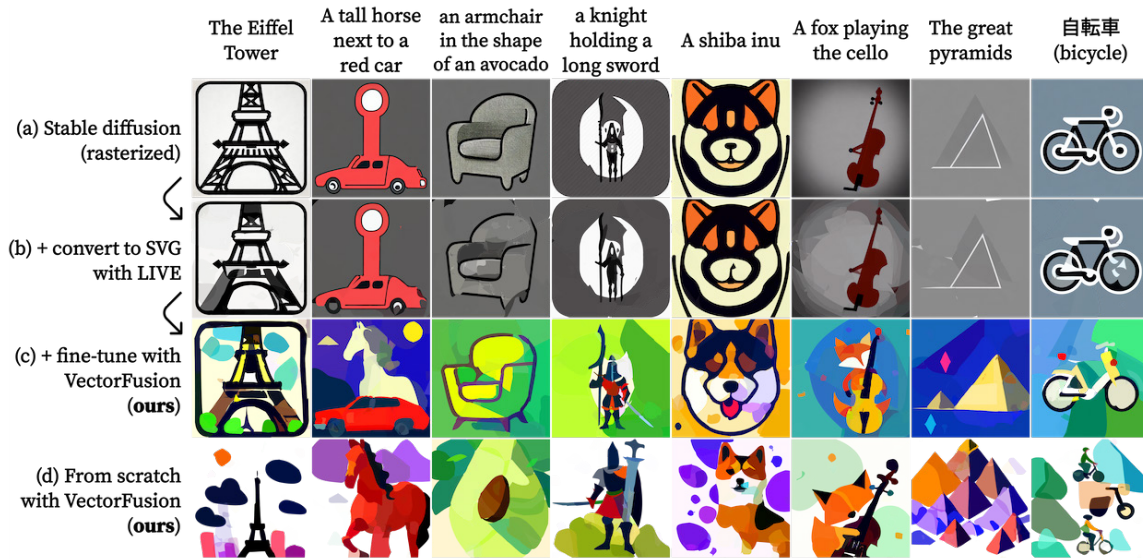 The Eiffel
Tower
A tall horse
next to a
red car
an armchair
in the shape
of an avocado
a knight
holding a
long sword
A shiba inu
A fox playing
the cello
The great
pyramids
自転車
(bicycle)
(a) Stable diffusion
(rasterized)
(b) + convert to SVG
with LIVE
(c) + fine-tune with
VectorFusion
(ours)
(d) From scratch
with VectorFusion
(ours)